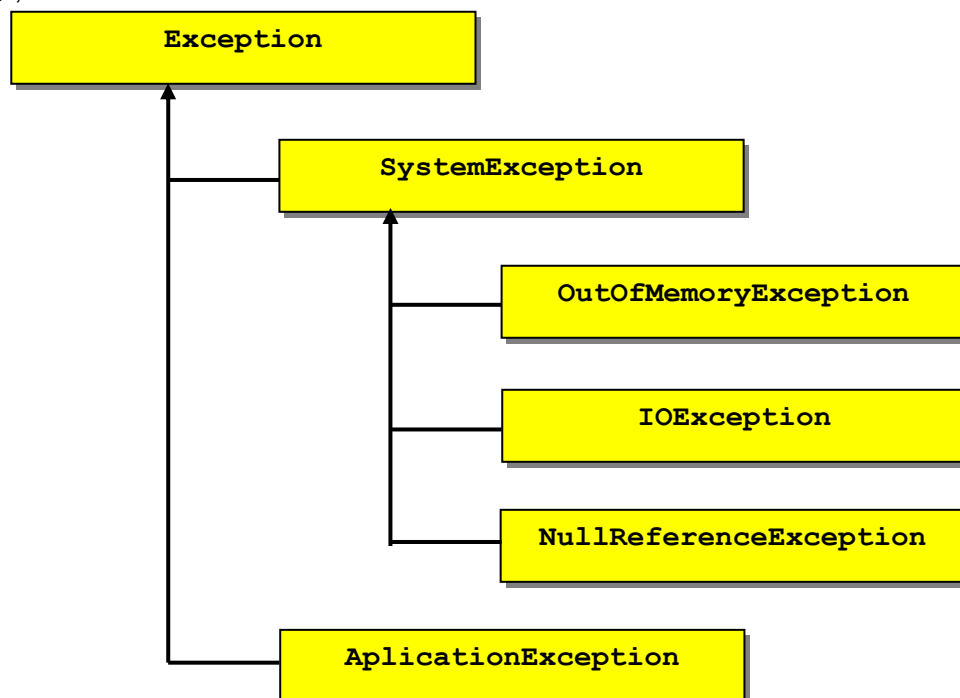 Exception
SystemException
OutOfMemoryException
IOException
NullReferenceException
AplicationException